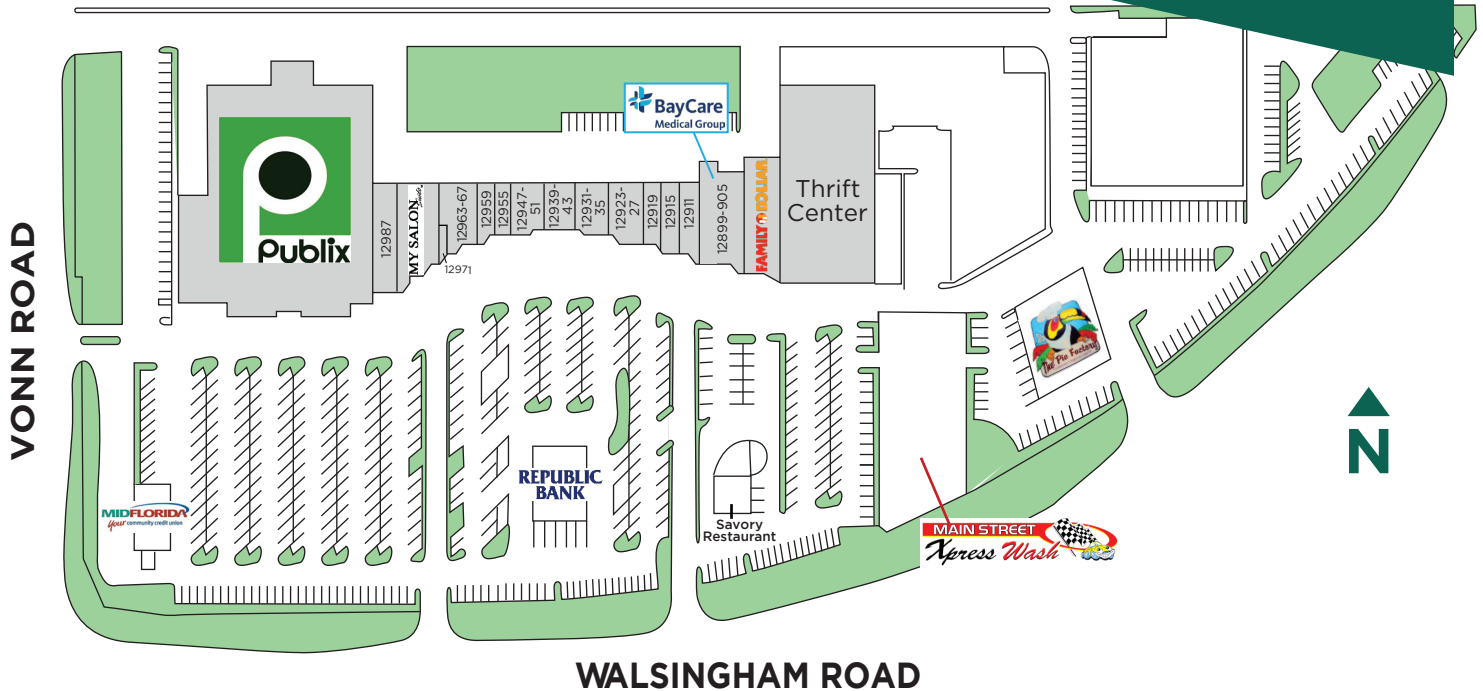 BayCare
Medical Group
Publix
12987
MY SALON
Suite.
12971
12963-67
12959
12955
12947-
51
12939-
43
12931-
35
12923-
27
12919
12915
12911
12899-905
FAMILY DOLLAR
Thrift
Center
VONN ROAD
The Pie Factory
N
MIDFLORIDA
Your community credit union
REPUBLIC
BANK
Savory
Restaurant
MAIN STREET
Xpress Wash
WALSINGHAM ROAD